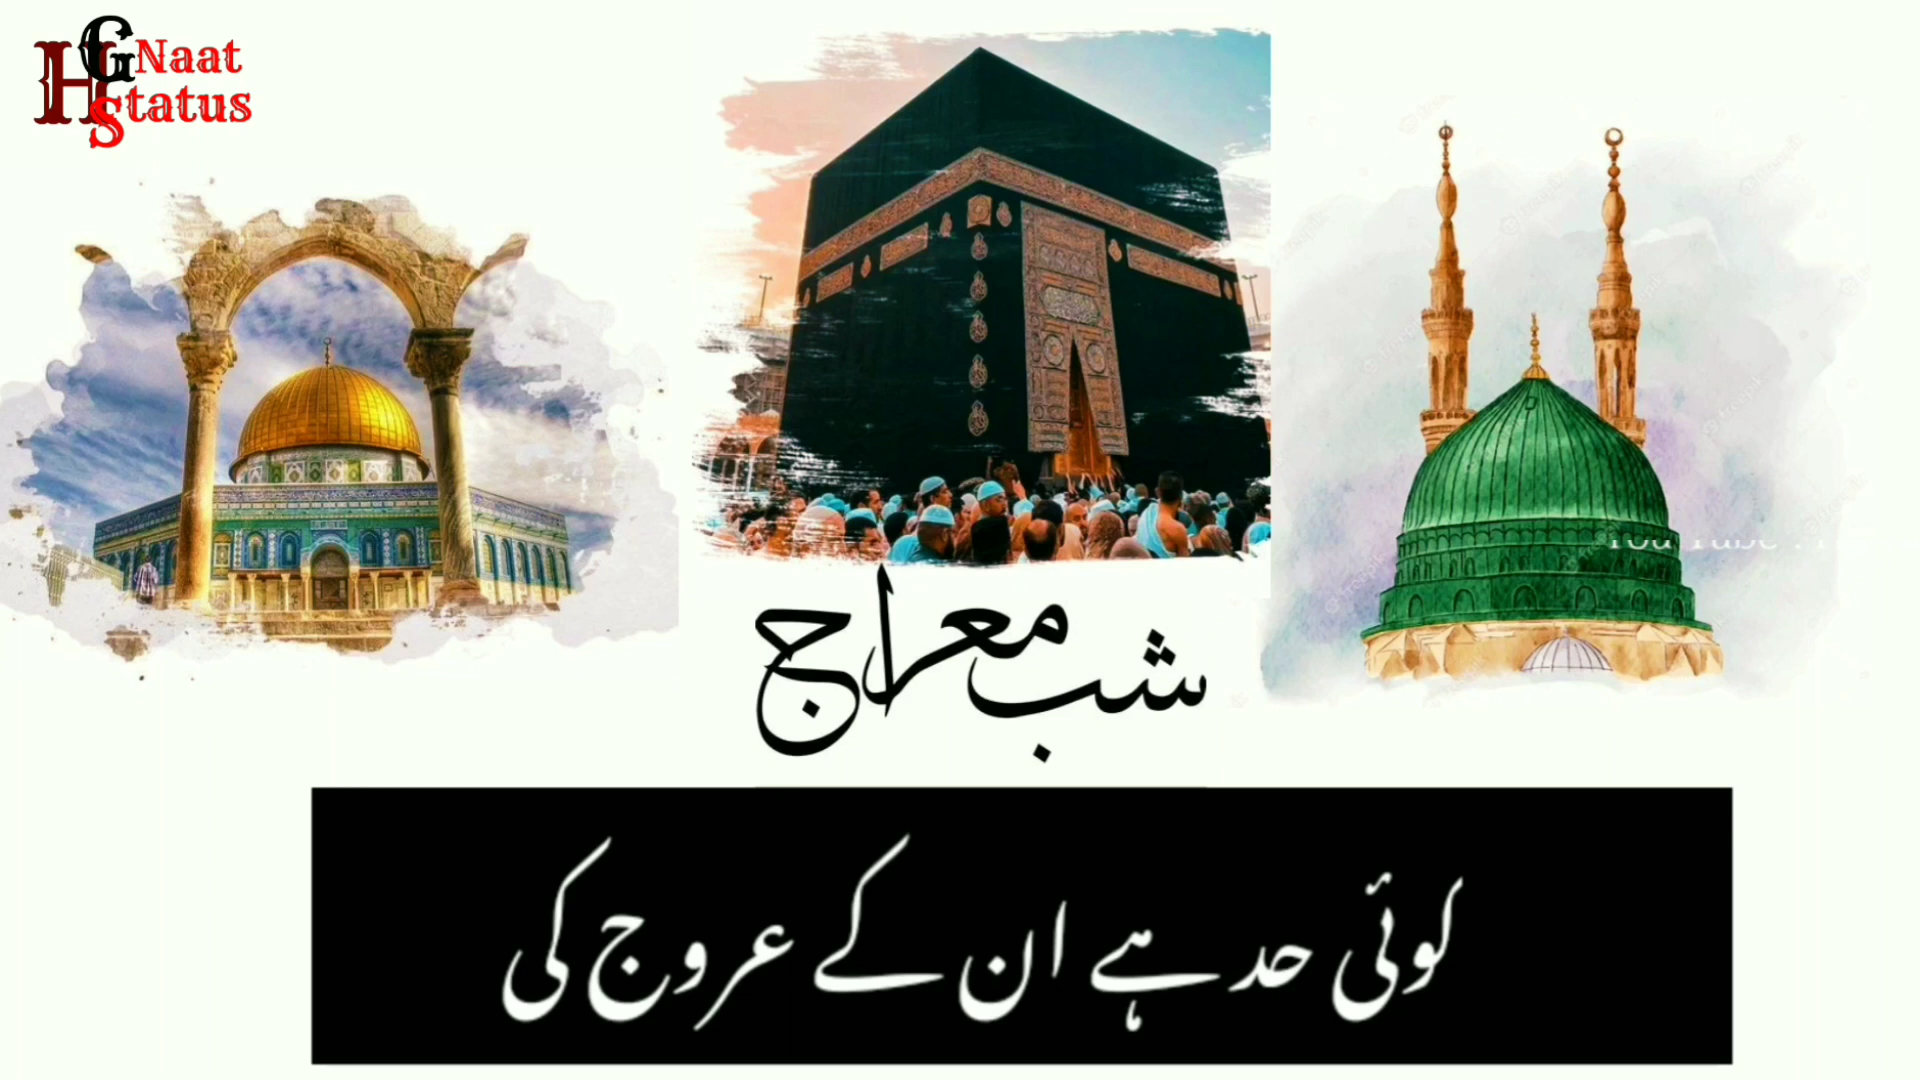 HG Naat
Status
شب معراج
کوئی حد ہے ان کے عروج کی